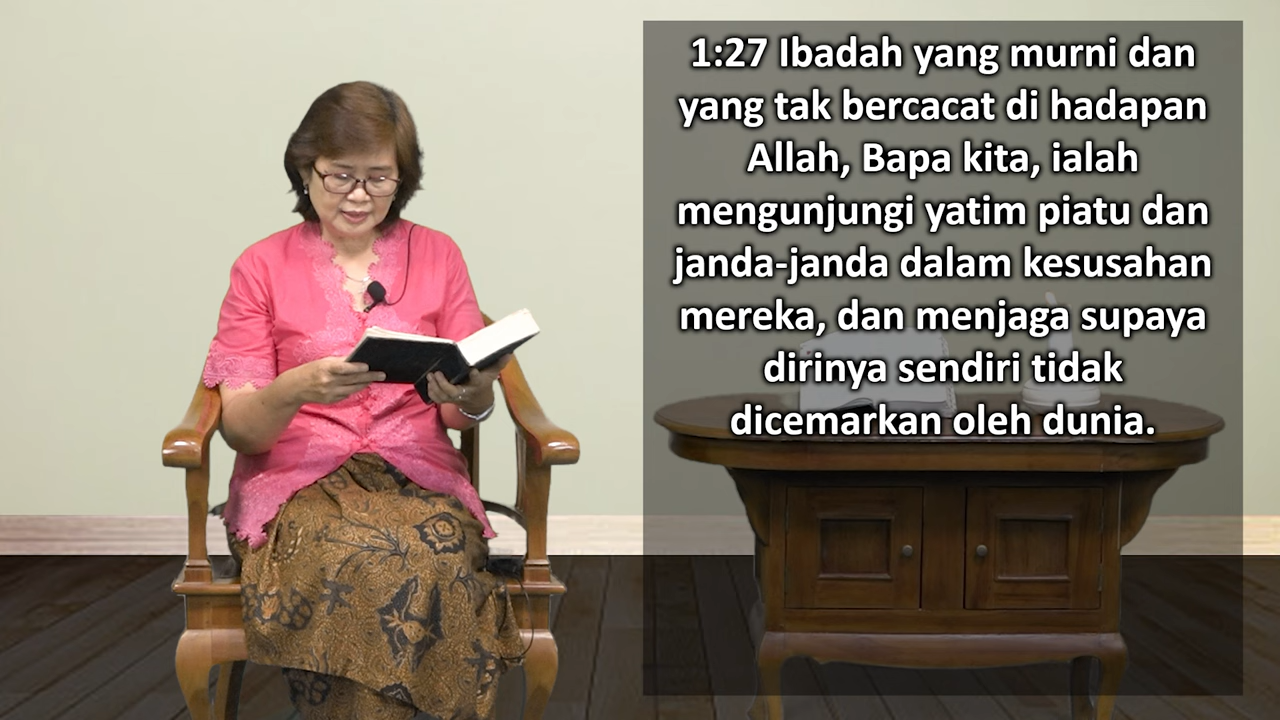 1:27 Ibadah yang murni dan
yang tak bercacat di hadapan
Allah, Bapa kita, ialah
mengunjungi yatim piatu dan
janda-janda dalam kesusahan
mereka, dan menjaga supaya
dirinya sendiri tidak
dicemarkan oleh dunia.